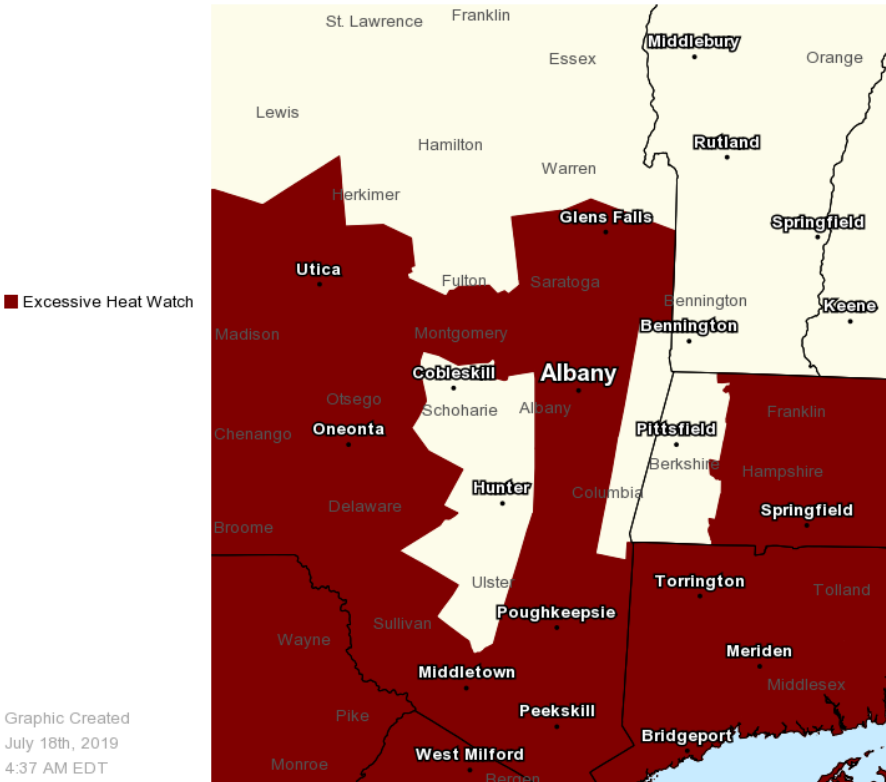 St. Lawrence
Franklin
Middlebury
Essex
Orange
Lewis
Hamilton
Rutland
Warren
Herkimer
Glens Falls
Springfield
Utica
Fulton
Saratoga
Excessive Heat Watch
Bennington
Keene
Madison
Montgomery
Bennington
Cobleskill
Albany
Otsego
Schoharie
Albany
Franklin
Chenango
Oneonta
Pittsfield
Berkshire
Hampshire
Hunter
Columbia
Delaware
Springfield
Broome
Ulster
Torrington
Tolland
Poughkeepsie
Sullivan
Wayne
Meriden
Middletown
Middlesex
Graphic Created
Pike
Peekskill
Bridgeport
July 18th, 2019
West Milford
4:37 AM EDT
Monroe
Bergen